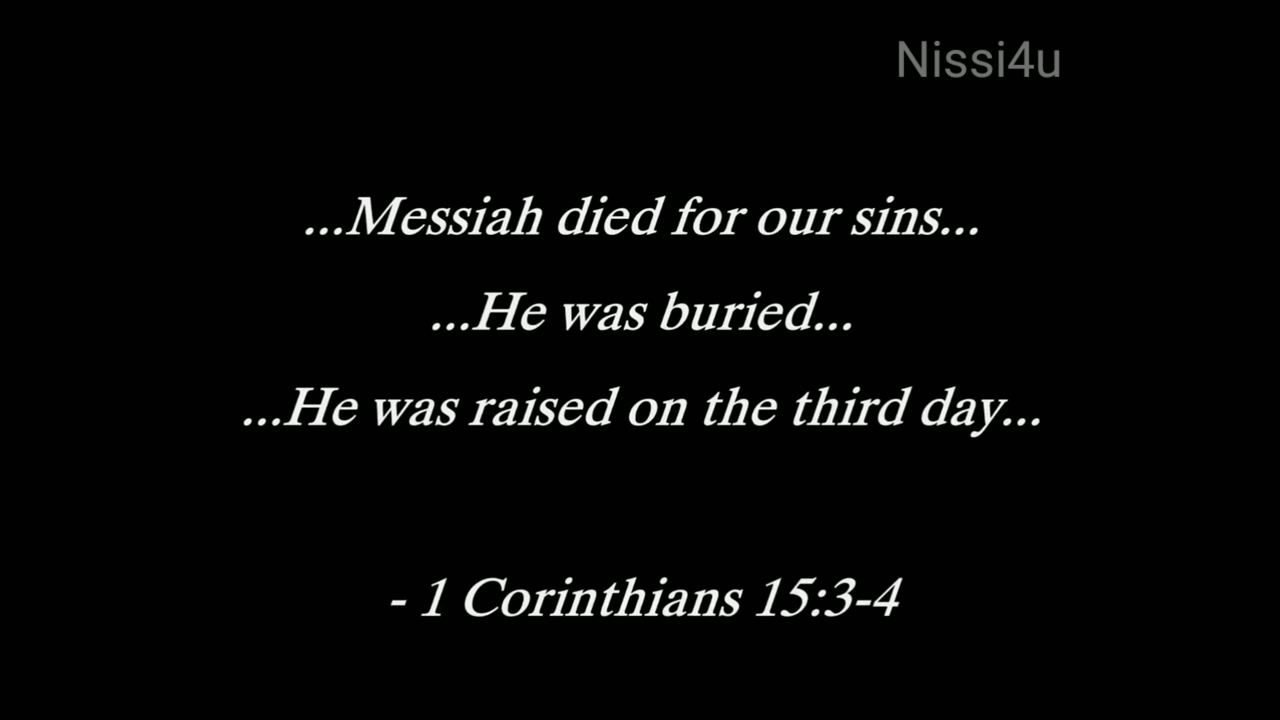 Nissi4u
...Messiah died for our sins...
...He was buried...
...He was raised on the third day...
- 1 Corinthians 15:3-4